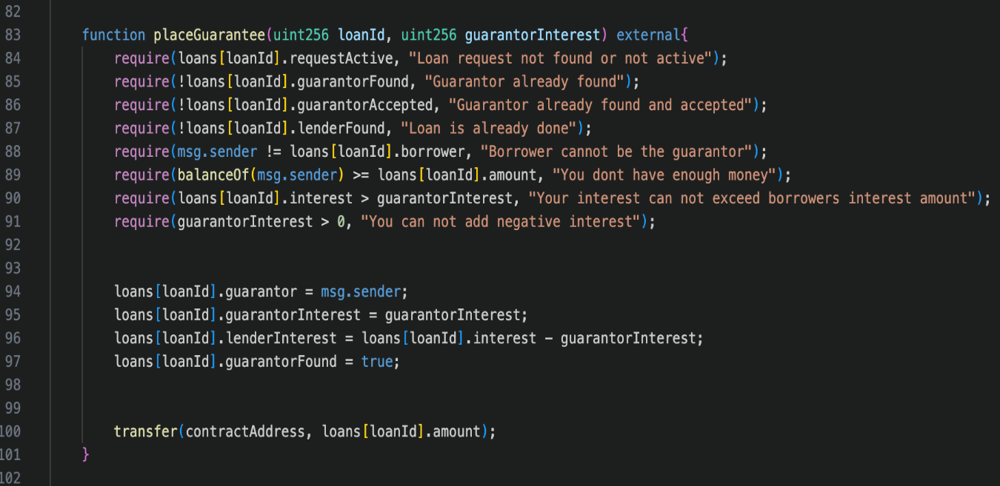 82
83 function placeGuarantee(uint256 loanId, uint256 guarantorInterest) external{
84 require(loans[loanId].requestActive, "Loan request not found or not active");
85 require(!loans[loanId].guarantorFound, "Guarantor already found");
86 require(!loans[loanId].guarantorAccepted, "Guarantor already found and accepted");
87 require(!loans[loanId].lenderFound, "Loan is already done");
88 require(msg.sender != loans[loanId].borrower, "Borrower cannot be the guarantor");
89 require(balanceOf(msg.sender) >= loans[loanId].amount, "You dont have enough money");
90 require(loans[loanId].interest > guarantorInterest, "Your interest can not exceed borrowers interest amount");
91 require(guarantorInterest > 0, "You can not add negative interest");
92
93
94 loans[loanId].guarantor = msg.sender;
95 loans[loanId].guarantorInterest = guarantorInterest;
96 loans[loanId].lenderInterest = loans[loanId].interest - guarantorInterest;
97 loans[loanId].guarantorFound = true;
98
99
100 transfer(contractAddress, loans[loanId].amount);
101 }
102